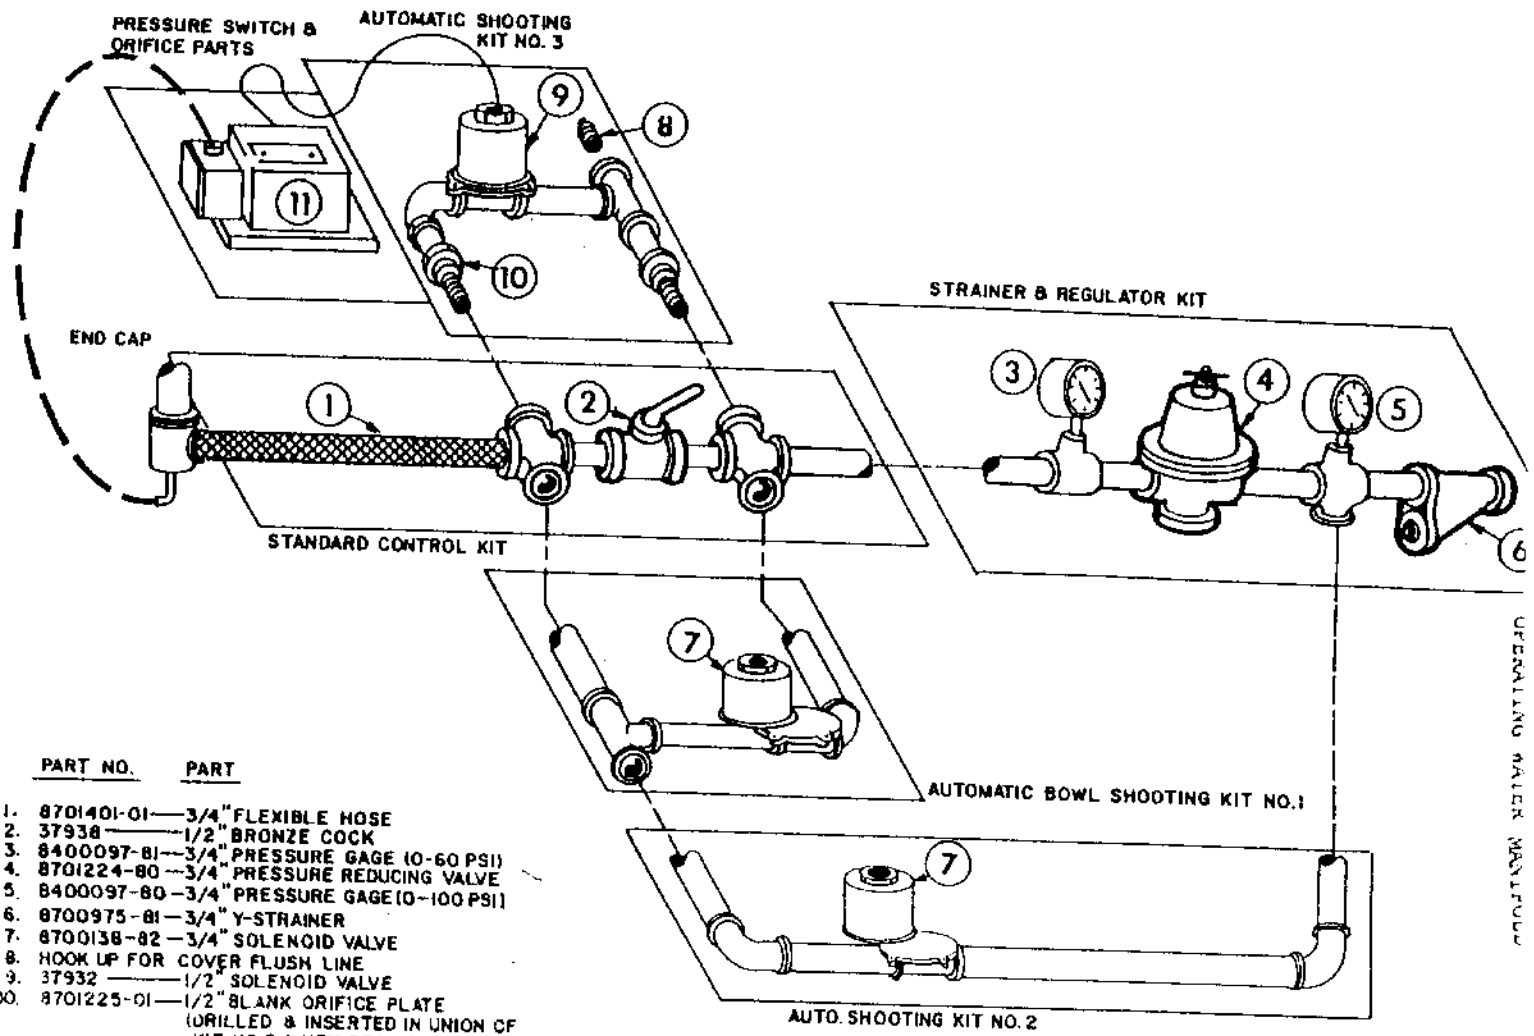 PRESSURE SWITCH &
ORIFICE PARTS
AUTOMATIC SHOOTING
KIT NO. 3
9
8
11
10
STRAINER & REGULATOR KIT
END CAP
1
2
3
4
5
6
STANDARD CONTROL KIT
7
AUTOMATIC BOWL SHOOTING KIT NO.1
7
AUTO. SHOOTING KIT NO. 2
OPERATING WATER MANIFOLD
PART NO. PART
1. 8701401-01—3/4" FLEXIBLE HOSE
2. 37938———1/2" BRONZE COCK
3. 8400097-81—3/4" PRESSURE GAGE (0-60 PSI)
4. 8701224-80—3/4" PRESSURE REDUCING VALVE
5. 8400097-80-3/4" PRESSURE GAGE (0-100 PSI)
6. 8700975-81—3/4" Y-STRAINER
7. 8700138-82—3/4" SOLENOID VALVE
8. HOOK UP FOR COVER FLUSH LINE
9. 37932———1/2" SOLENOID VALVE
8701225-01—1/2" BLANK ORIFICE PLATE
(DRILLED & INSERTED IN UNION OF